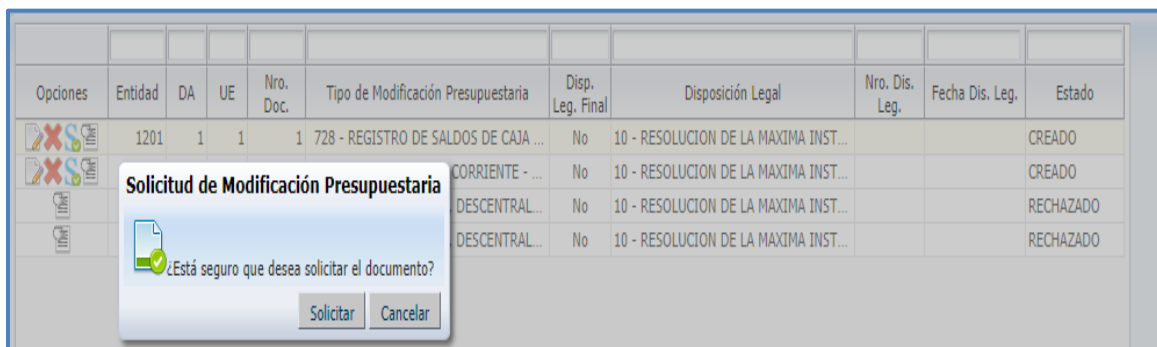 Opciones Entidad DA UE Nro. Doc. Tipo de Modificación Presupuestaria Disp. Leg. Final Disposición Legal Nro. Dis. Leg. Fecha Dis. Leg. Estado
1201 1 1 1 728 - REGISTRO DE SALDOS DE CAJA ... No 10 - RESOLUCION DE LA MAXIMA INST... CREADO
CORRIENTE - ... No 10 - RESOLUCION DE LA MAXIMA INST... CREADO
DESCENTRAL... No 10 - RESOLUCION DE LA MAXIMA INST... RECHAZADO
DESCENTRAL... No 10 - RESOLUCION DE LA MAXIMA INST... RECHAZADO
Solicitud de Modificación Presupuestaria
¿Está seguro que desea solicitar el documento?
Solicitar Cancelar